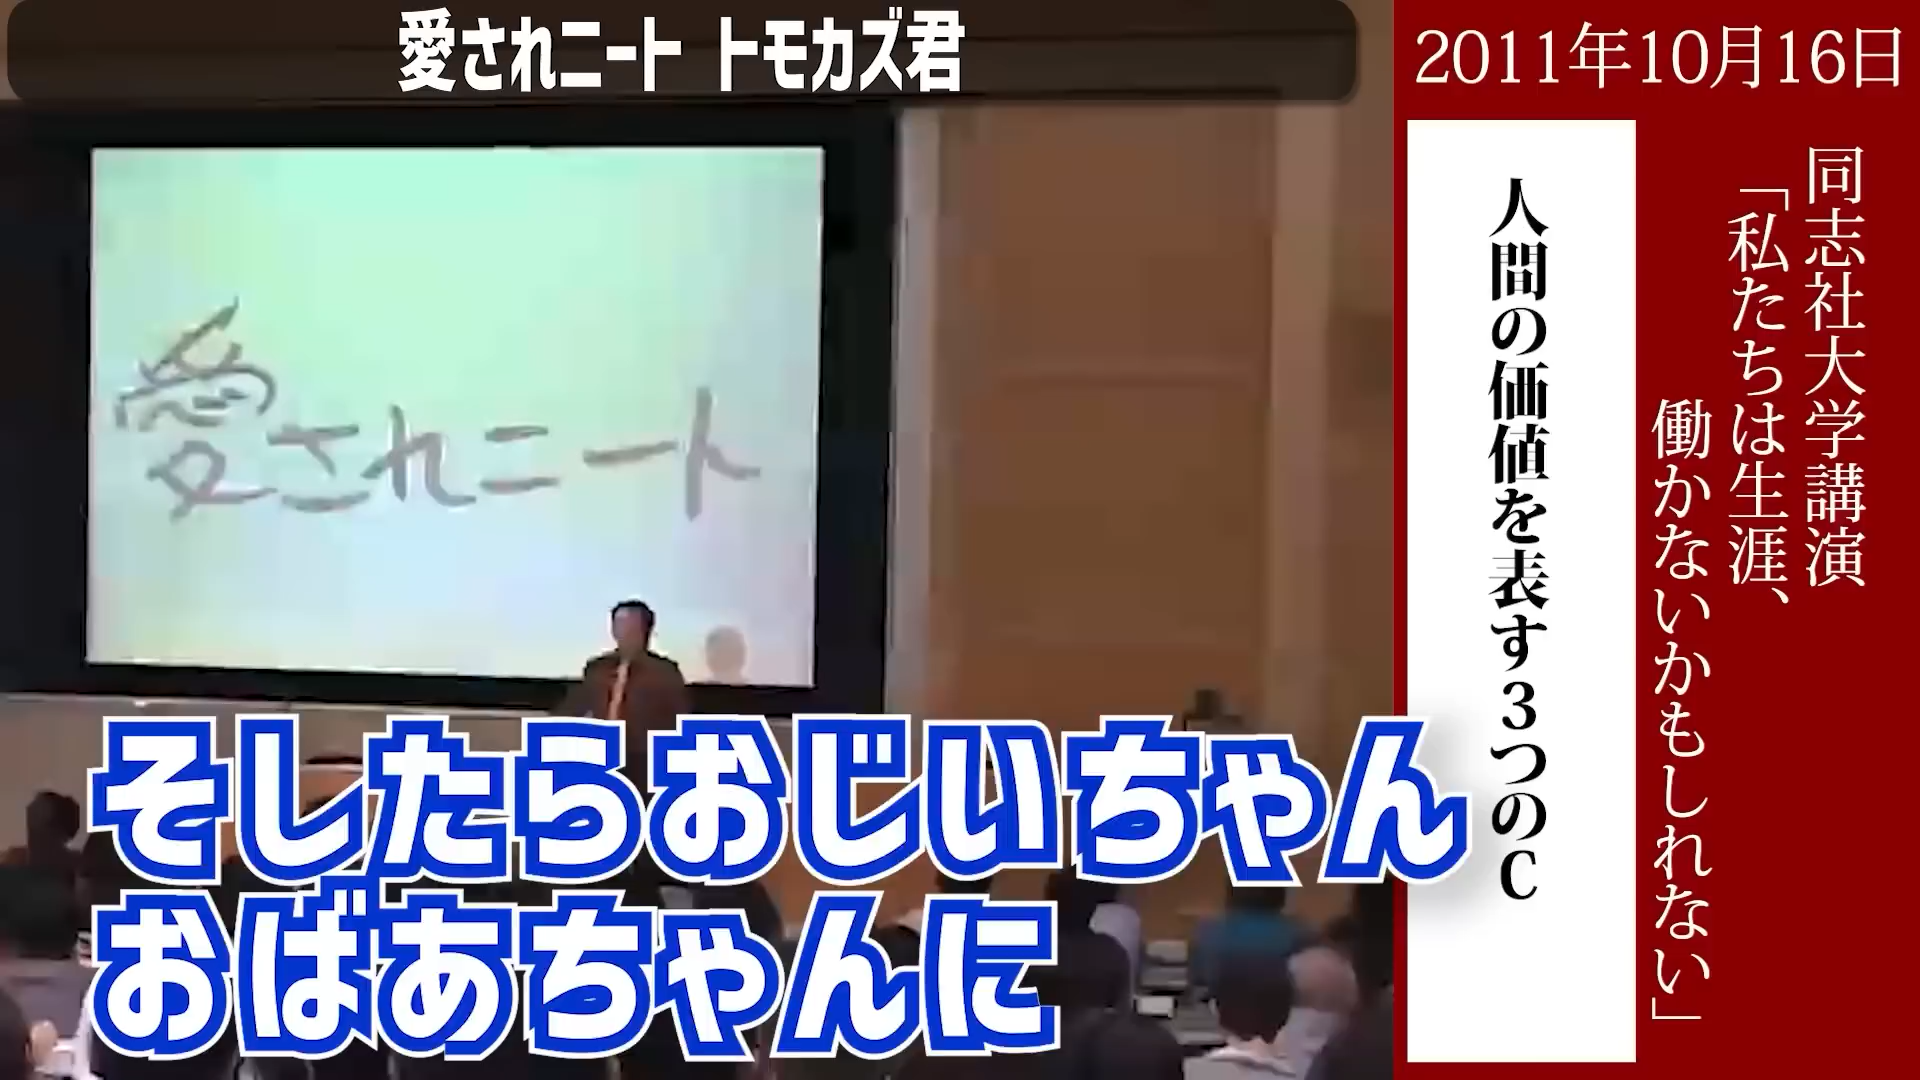 愛されニート トモカズ君
愛されニート
そしたらおじいちゃん
おばあちゃんに
2011年10月16日
同志社大学講演
「私たちは生涯、
働かないかもしれない」
人間の価値を表す３つのC